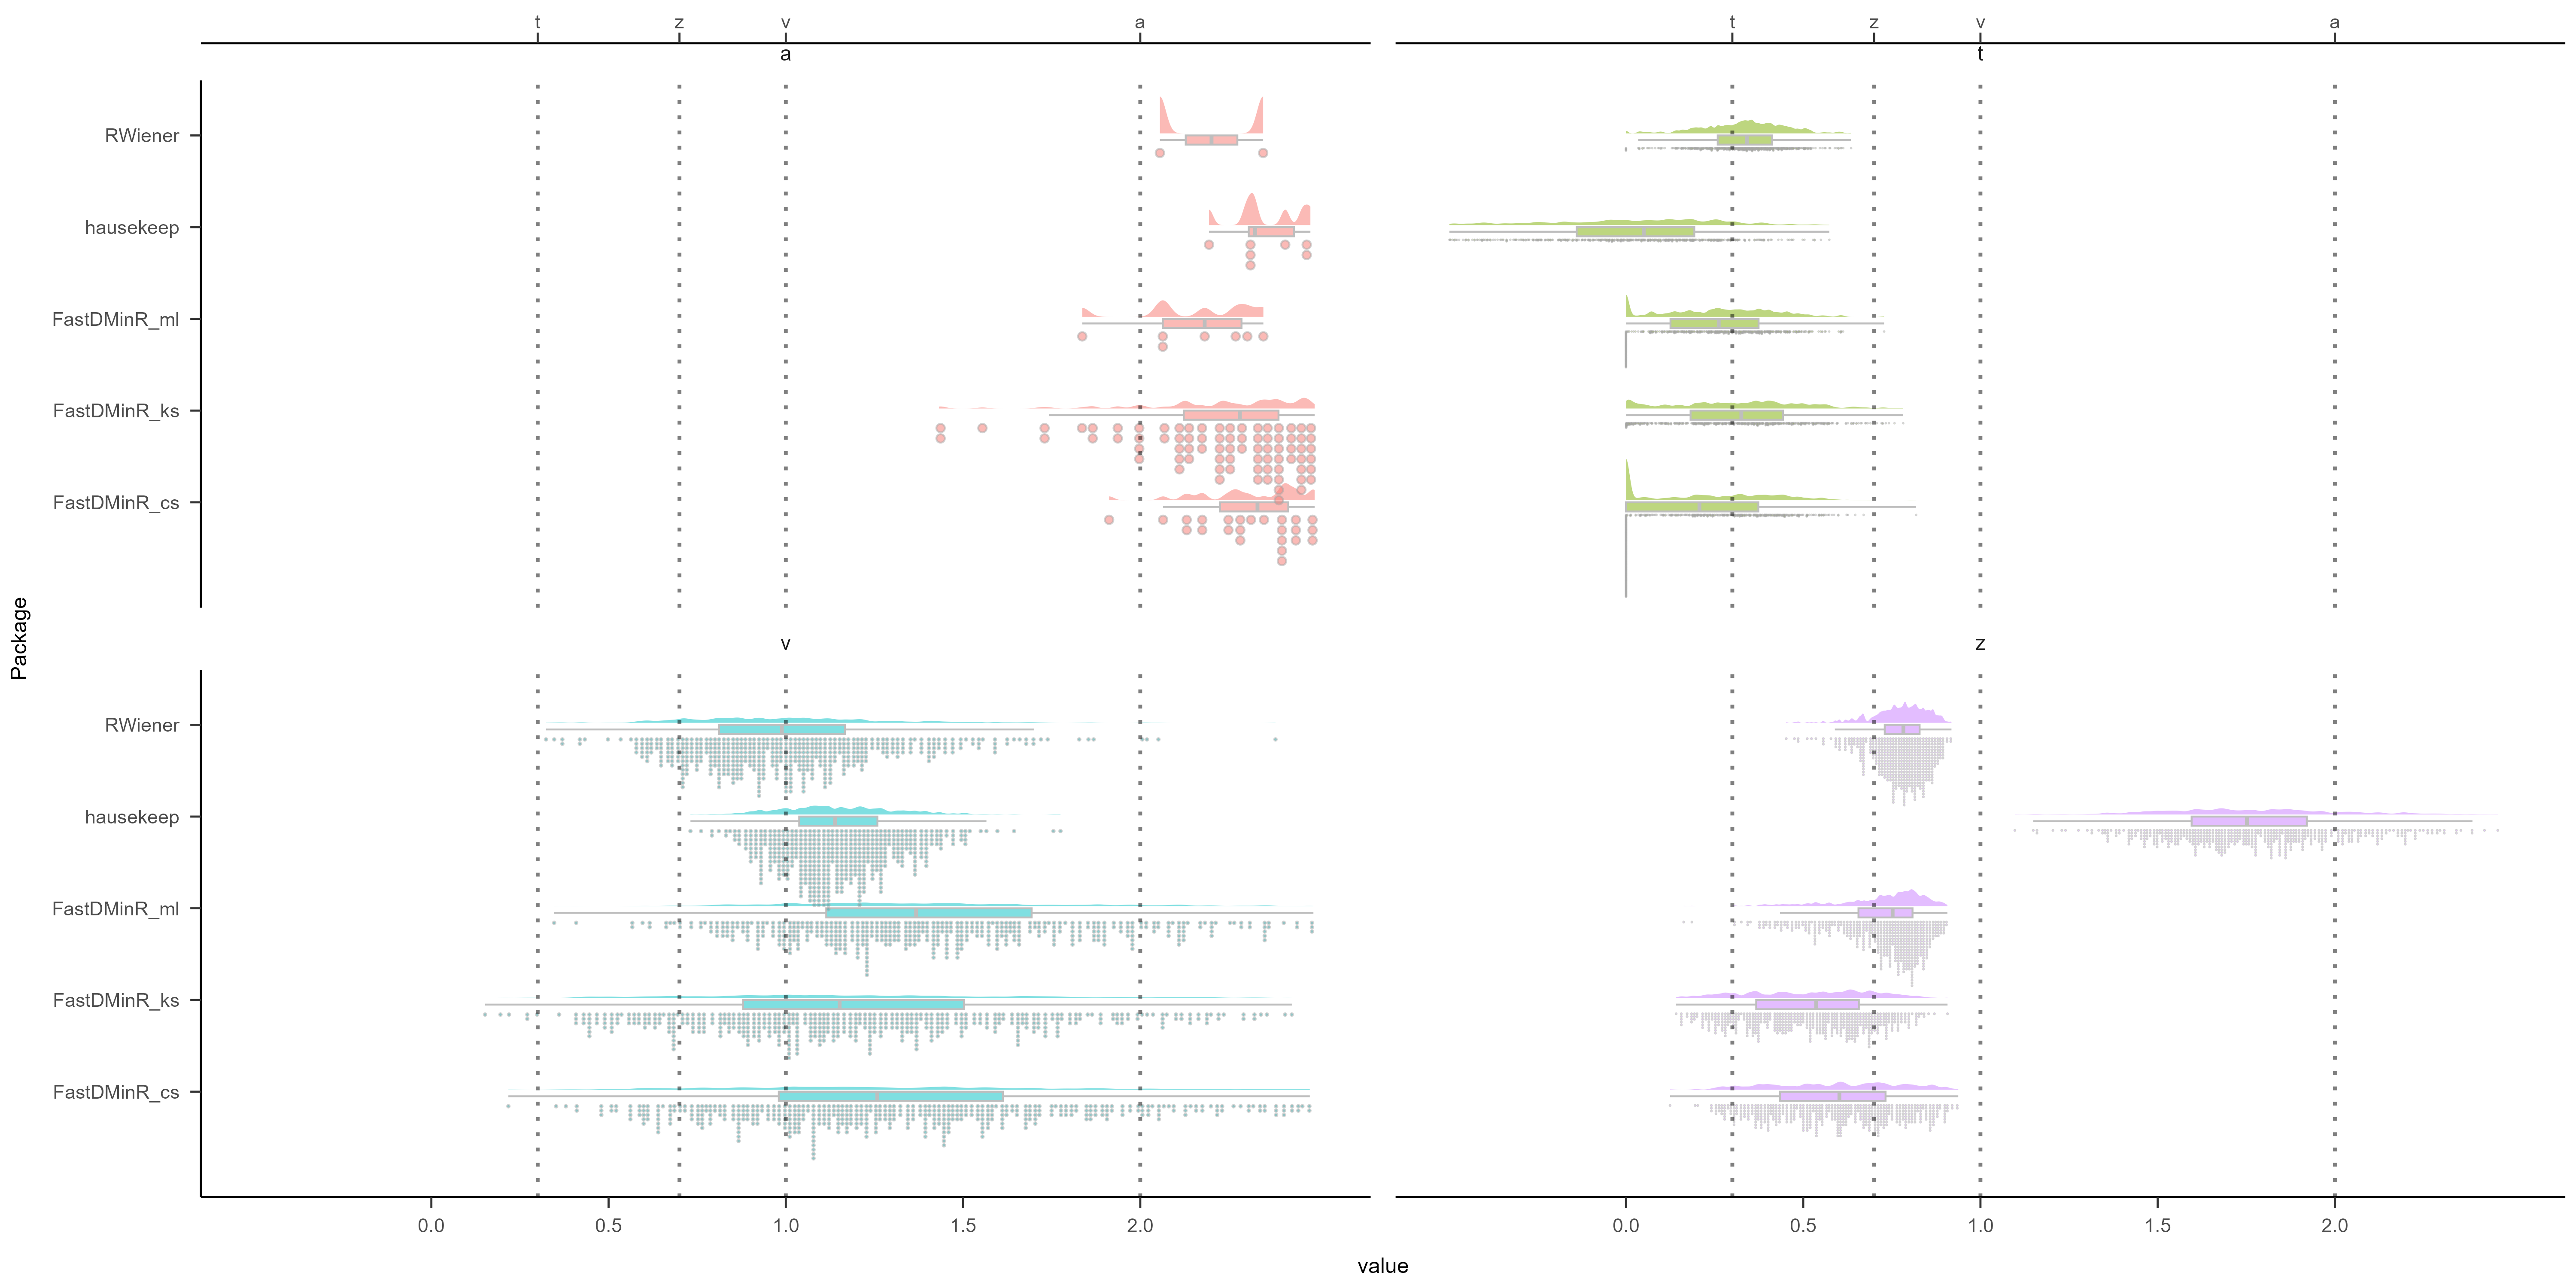 t z v a t z v a
a t
RWiener
hausekeep
FastDMinR_ml
FastDMinR_ks
FastDMinR_cs
Package
v z
RWiener
hausekeep
FastDMinR_ml
FastDMinR_ks
FastDMinR_cs
0.0 0.5 1.0 1.5 2.0 0.0 0.5 1.0 1.5 2.0
value